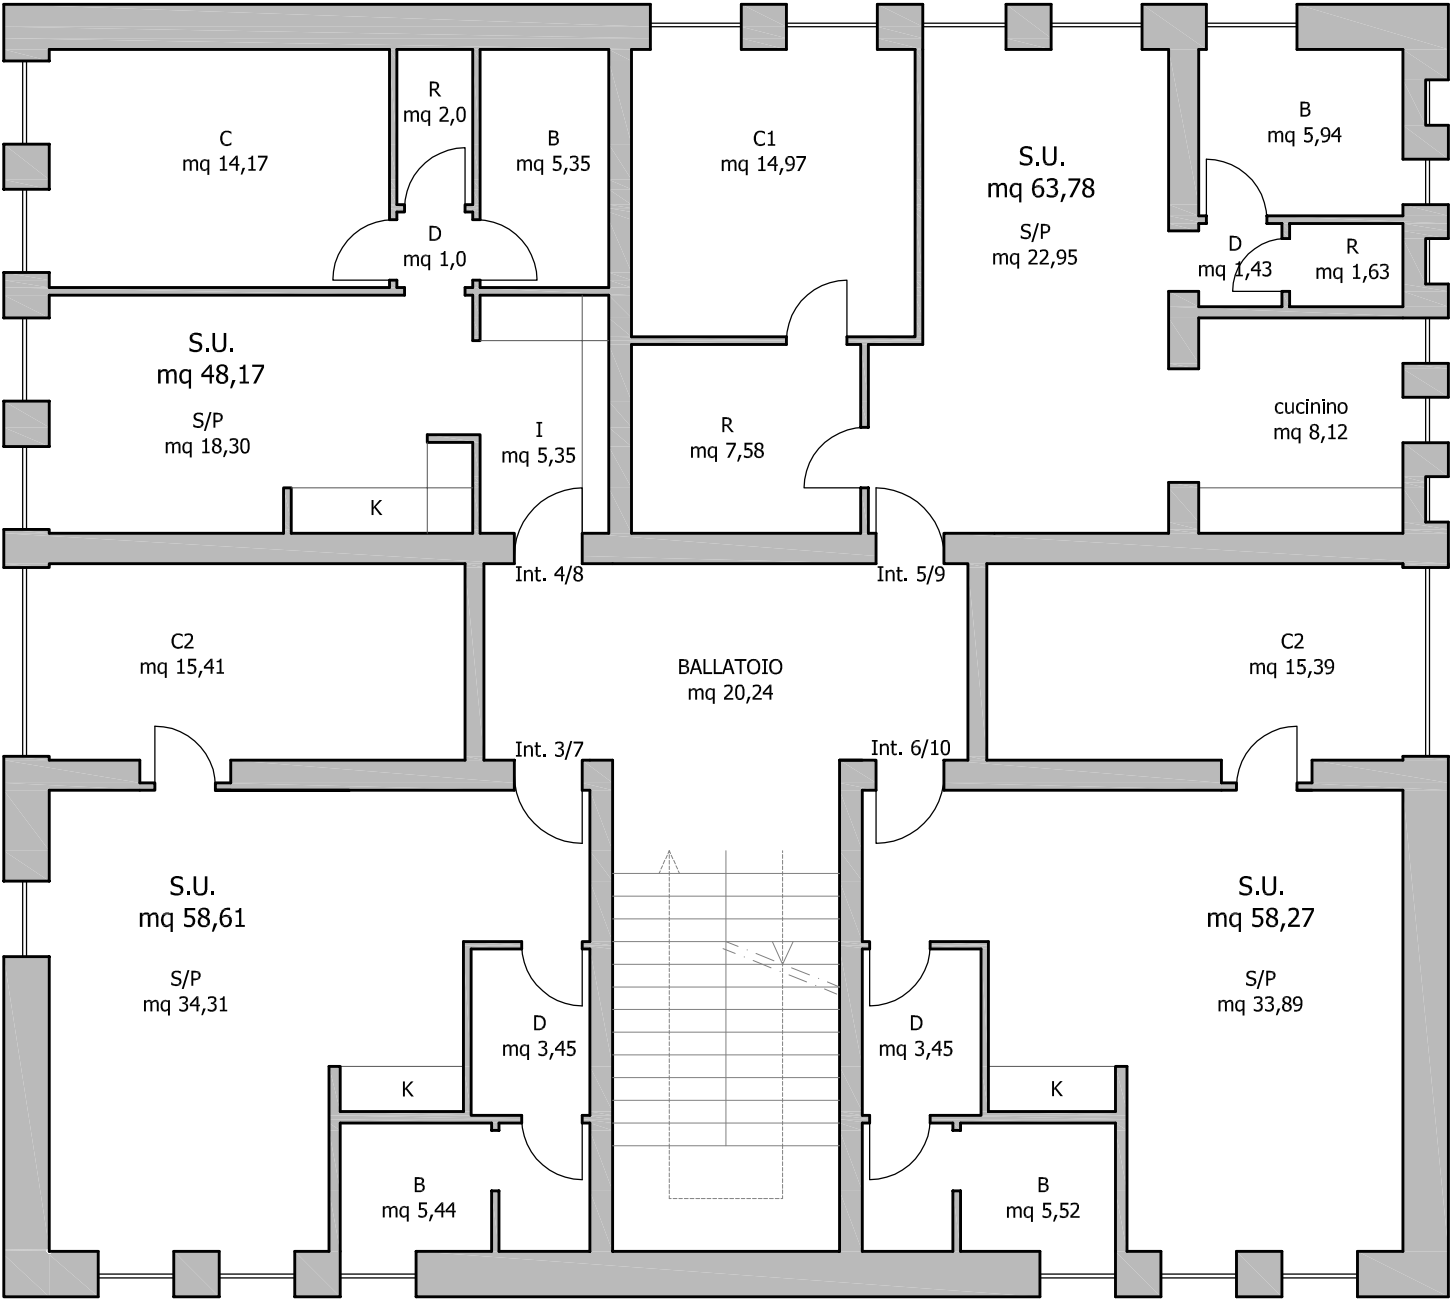 C
mq 14,17
R
mq 2,0
B
mq 5,35
D
mq 1,0
S.U.
mq 48,17
S/P
mq 18,30
I
mq 5,35
K
C1
mq 14,97
R
mq 7,58
S.U.
mq 63,78
S/P
mq 22,95
B
mq 5,94
D
mq 1,43
R
mq 1,63
cucinino
mq 8,12
Int. 4/8
Int. 5/9
C2
mq 15,41
BALLATOIO
mq 20,24
C2
mq 15,39
Int. 3/7
Int. 6/10
S.U.
mq 58,61
S/P
mq 34,31
D
mq 3,45
K
B
mq 5,44
S.U.
mq 58,27
S/P
mq 33,89
D
mq 3,45
K
B
mq 5,52